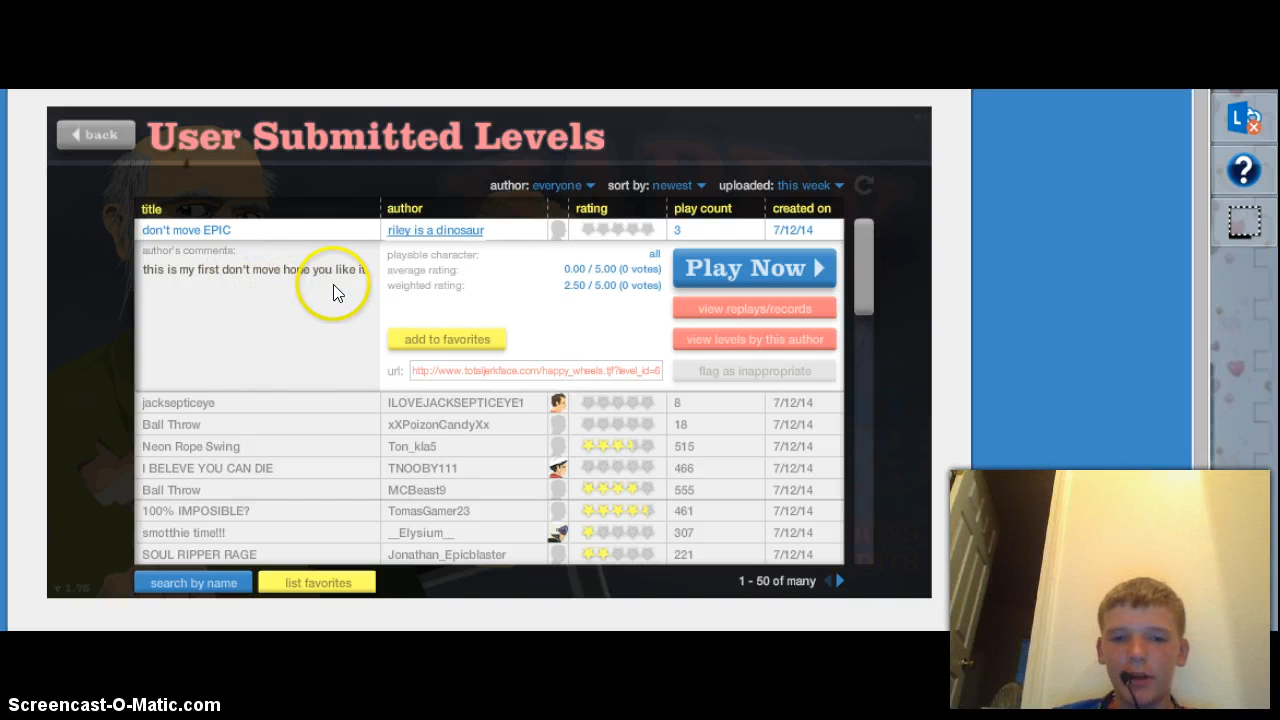 back
User Submitted Levels
author: everyone sort by: newest uploaded: this week
title author rating play count created on
don't move EPIC riley is a dinosaur 3 7/12/14
author's comments:
this is my first don't move hope you like it
playable character: all
average rating: 0.00 / 5.00 (0 votes)
weighted rating: 2.50 / 5.00 (0 votes)
Play Now
view replays/records
add to favorites
view levels by this author
url: http://www.totaljerkface.com/happy_wheels.tjf?level_id=6
flag as inappropriate
jacksepticeye ILOVEJACKSEPTICEYE1 8 7/12/14
Ball Throw xXPoizonCandyXx 18 7/12/14
Neon Rope Swing Ton_kla5 515 7/12/14
I BELEVE YOU CAN DIE TNOOBY111 466 7/12/14
Ball Throw MCBeast9 555 7/12/14
100% IMPOSIBLE? TomasGamer23 461 7/12/14
smotthie time!!! __Elysium__ 307 7/12/14
SOUL RIPPER RAGE Jonathan_Epicblaster 221 7/12/14
search by name list favorites 1 - 50 of many
Screencast-O-Matic.com